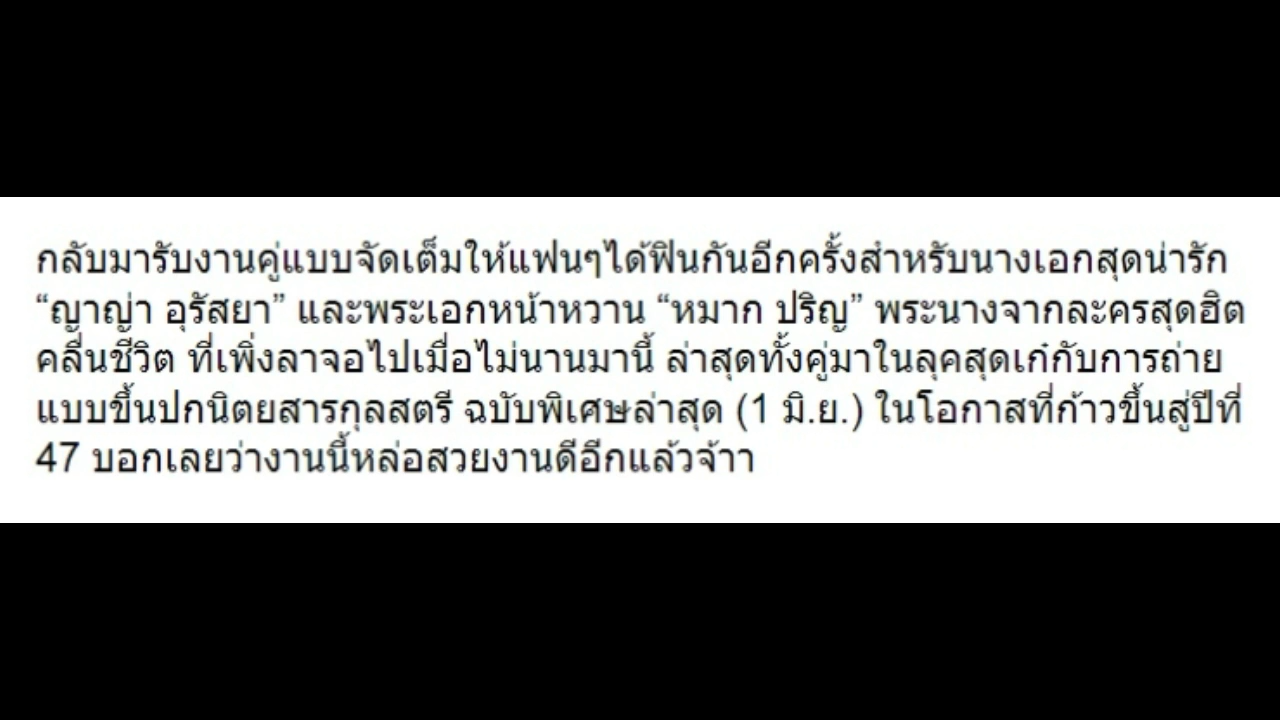 กลับมารับงานคู่แบบจัดเต็มให้แฟนๆได้ฟินกันอีกครั้งสำหรับนางเอกสุดน่ารัก
“ญาญ่า อุรัสยา” และพระเอกหน้าหวาน “หมาก ปริญ” พระนางจากละครสุดฮิต
คลื่นชีวิต ที่เพิ่งลาจอไปเมื่อไม่นานมานี้ ล่าสุดทั้งคู่มาในลุคสุดเก๋กับการถ่าย
แบบขึ้นปกนิตยสารกุลสตรี ฉบับพิเศษล่าสุด (1 มิ.ย.) ในโอกาสที่ก้าวขึ้นสู่ปีที่
47 บอกเลยว่างานนี้หล่อสวยงานดีอีกแล้วจ้าา